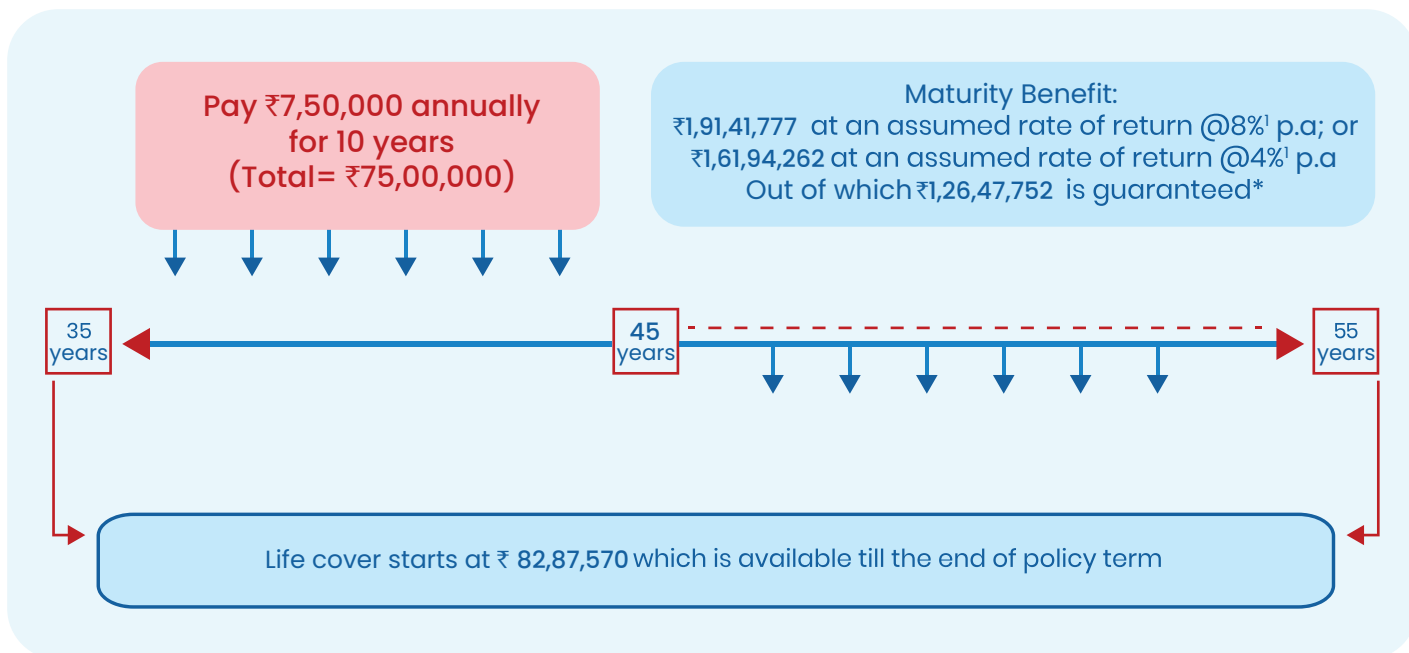 Pay ₹7,50,000 annually
for 10 years
(Total= ₹75,00,000)
Maturity Benefit:
₹1,91,41,777 at an assumed rate of return @8%¹ p.a; or
₹1,61,94,262 at an assumed rate of return @4%¹ p.a
Out of which ₹1,26,47,752 is guaranteed*
35
years
45
years
55
years
Life cover starts at ₹ 82,87,570 which is available till the end of policy term